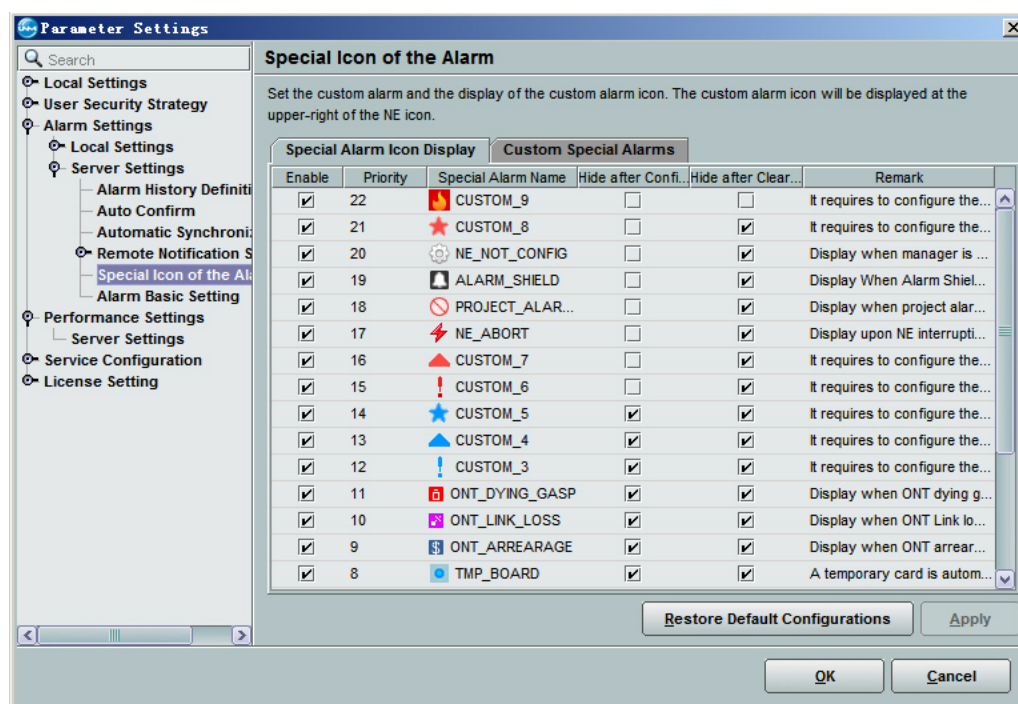 Parameter Settings
Search
Local Settings
User Security Strategy
Alarm Settings
Local Settings
Server Settings
Alarm History Definiti
Auto Confirm
Automatic Synchroni
Remote Notification S
Special Icon of the Al
Alarm Basic Setting
Performance Settings
Server Settings
Service Configuration
License Setting
Special Icon of the Alarm
Set the custom alarm and the display of the custom alarm icon. The custom alarm icon will be displayed at the
upper-right of the NE icon.
Special Alarm Icon Display Custom Special Alarms
Enable Priority Special Alarm Name Hide after Confi... Hide after Clear... Remark
22 CUSTOM_9 It requires to configure the...
21 CUSTOM_8 It requires to configure the...
20 NE_NOT_CONFIG Display when manager is ...
19 ALARM_SHIELD Display When Alarm Shiel...
18 PROJECT_ALAR... Display when project alar...
17 NE_ABORT Display upon NE interrupti...
16 CUSTOM_7 It requires to configure the...
15 CUSTOM_6 It requires to configure the...
14 CUSTOM_5 It requires to configure the...
13 CUSTOM_4 It requires to configure the...
12 CUSTOM_3 It requires to configure the...
11 ONT_DYING_GASP Display when ONT dying g...
10 ONT_LINK_LOSS Display when ONT Link lo...
9 ONT_ARREARAGE Display when ONT arrear...
8 TMP_BOARD A temporary card is autom...
Restore Default Configurations Apply
OK Cancel